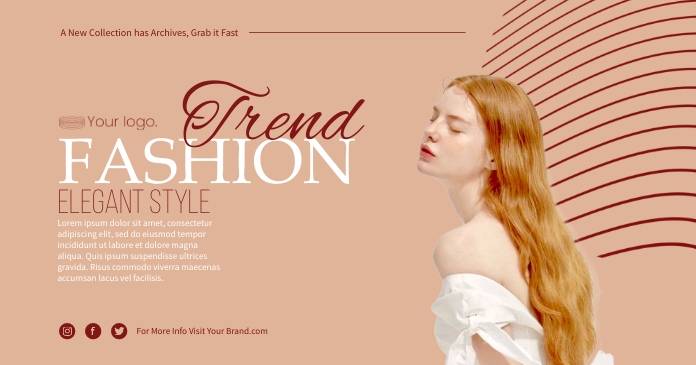 A New Collection has Archives, Grab it Fast
Your logo.
Trend
FASHION
ELEGANT STYLE
Lorem ipsum dolor sit amet, consectetur
adipiscing elit, sed do eiusmod tempor
incididunt ut labore et dolore magna
aliqua. Quis ipsum suspendisse ultrices
gravida. Risus commodo viverra maecenas
accumsan lacus vel facilisis.
For More Info Visit Your Brand.com